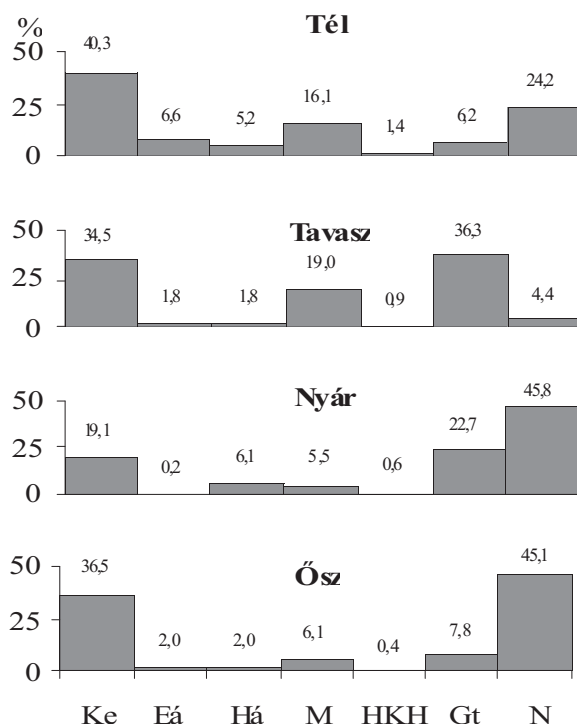 Tél
%
50
25
0
40,3 6,6 5,2 16,1 1,4 6,2 24,2
Tavasz
50
25
0
34,5 1,8 1,8 19,0 0,9 36,3 4,4
Nyár
50
25
0
19,1 0,2 6,1 5,5 0,6 22,7 45,8
Ősz
50
25
0
36,5 2,0 2,0 6,1 0,4 7,8 45,1
Ke Eá Há M HKH Gt N